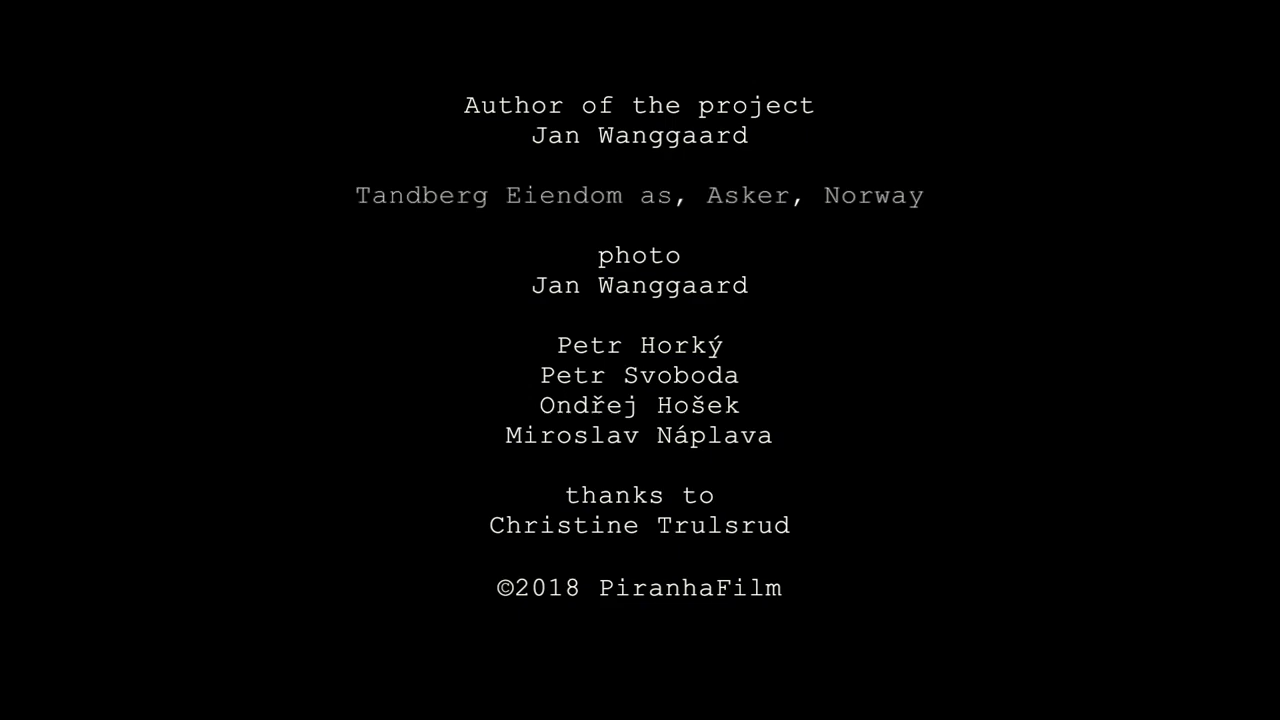 Author of the project
Jan Wanggaard
Tandberg Eiendom as, Asker, Norway
photo
Jan Wanggaard
Petr Horký
Petr Svoboda
Ondřej Hošek
Miroslav Náplava
thanks to
Christine Trulsrud
©2018 PiranhaFilm